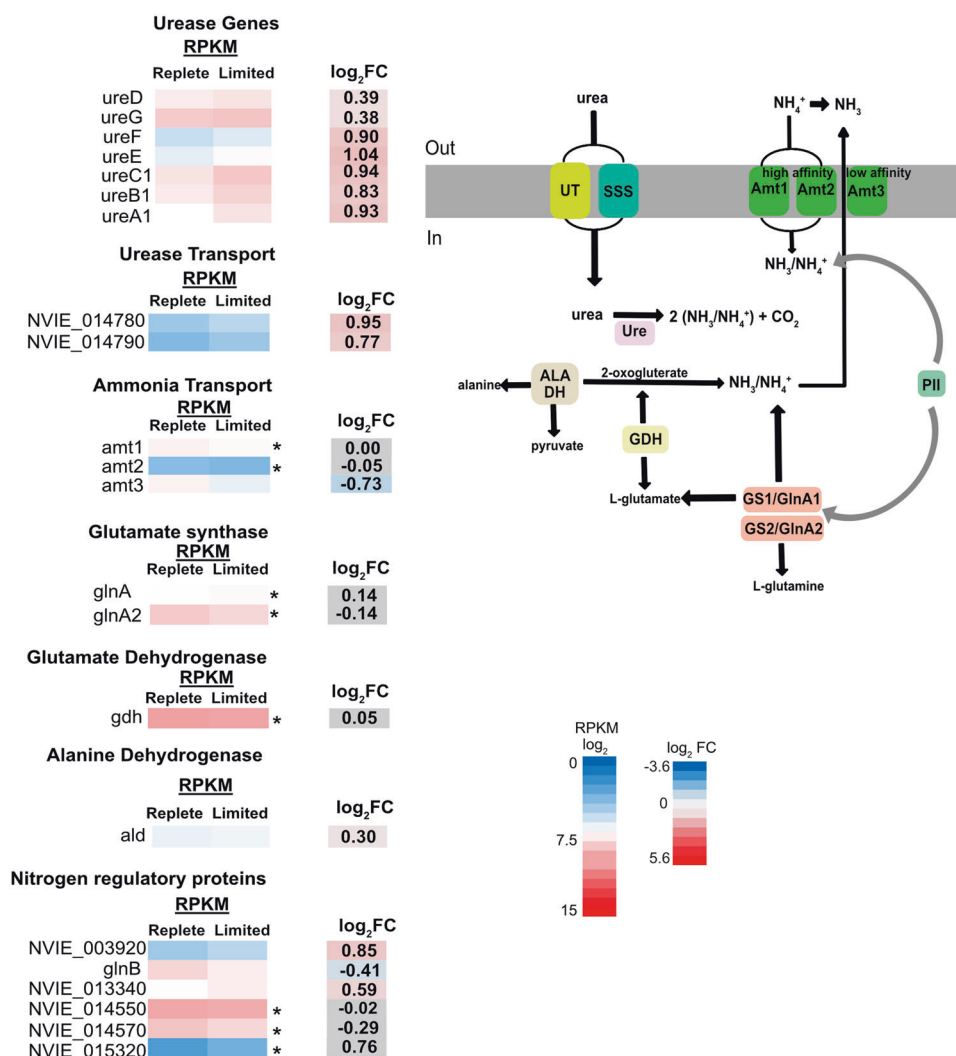 Urease Genes
RPKM
Replete Limited
log2FC
ureD 0.39
ureG 0.38
ureF 0.90
ureE 1.04
ureC1 0.94
ureB1 0.83
ureA1 0.93
Urease Transport
RPKM
Replete Limited
log2FC
NVIE_014780 0.95
NVIE_014790 0.77
Ammonia Transport
RPKM
Replete Limited
log2FC
amt1 * 0.00
amt2 * -0.05
amt3 -0.73
Glutamate synthase
RPKM
Replete Limited
log2FC
glnA * 0.14
glnA2 * -0.14
Glutamate Dehydrogenase
RPKM
Replete Limited
log2FC
gdh * 0.05
Alanine Dehydrogenase
RPKM
Replete Limited
log2FC
ald 0.30
Nitrogen regulatory proteins
RPKM
Replete Limited
log2FC
NVIE_003920 0.85
glnB -0.41
NVIE_013340 0.59
NVIE_014550 * -0.02
NVIE_014570 * -0.29
NVIE_015320 * 0.76
urea
NH4+ NH3
Out
high affinity low affinity
UT SSS Amt1 Amt2 Amt3
In
NH3/NH4+
urea 2 (NH3/NH4+) + CO2
Ure
alanine ALA DH 2-oxogluterate NH3/NH4+
PII
pyruvate
GDH
L-glutamate GS1/GlnA1
GS2/GlnA2
L-glutamine
RPKM
log2
0
7.5
15
log2 FC
-3.6
0
5.6